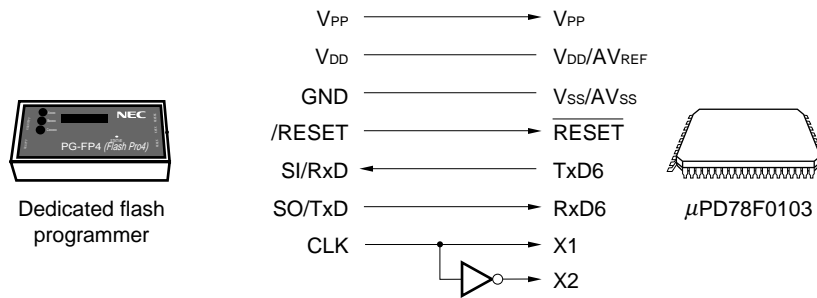 VPP VPP
VDD VDD/AVREF
GND VSS/AVSS
/RESET RESET
SI/RxD TxD6
SO/TxD RxD6
CLK X1
X2
NEC
PG-FP4 (Flash Pro4)
Dedicated flash
programmer
μPD78F0103